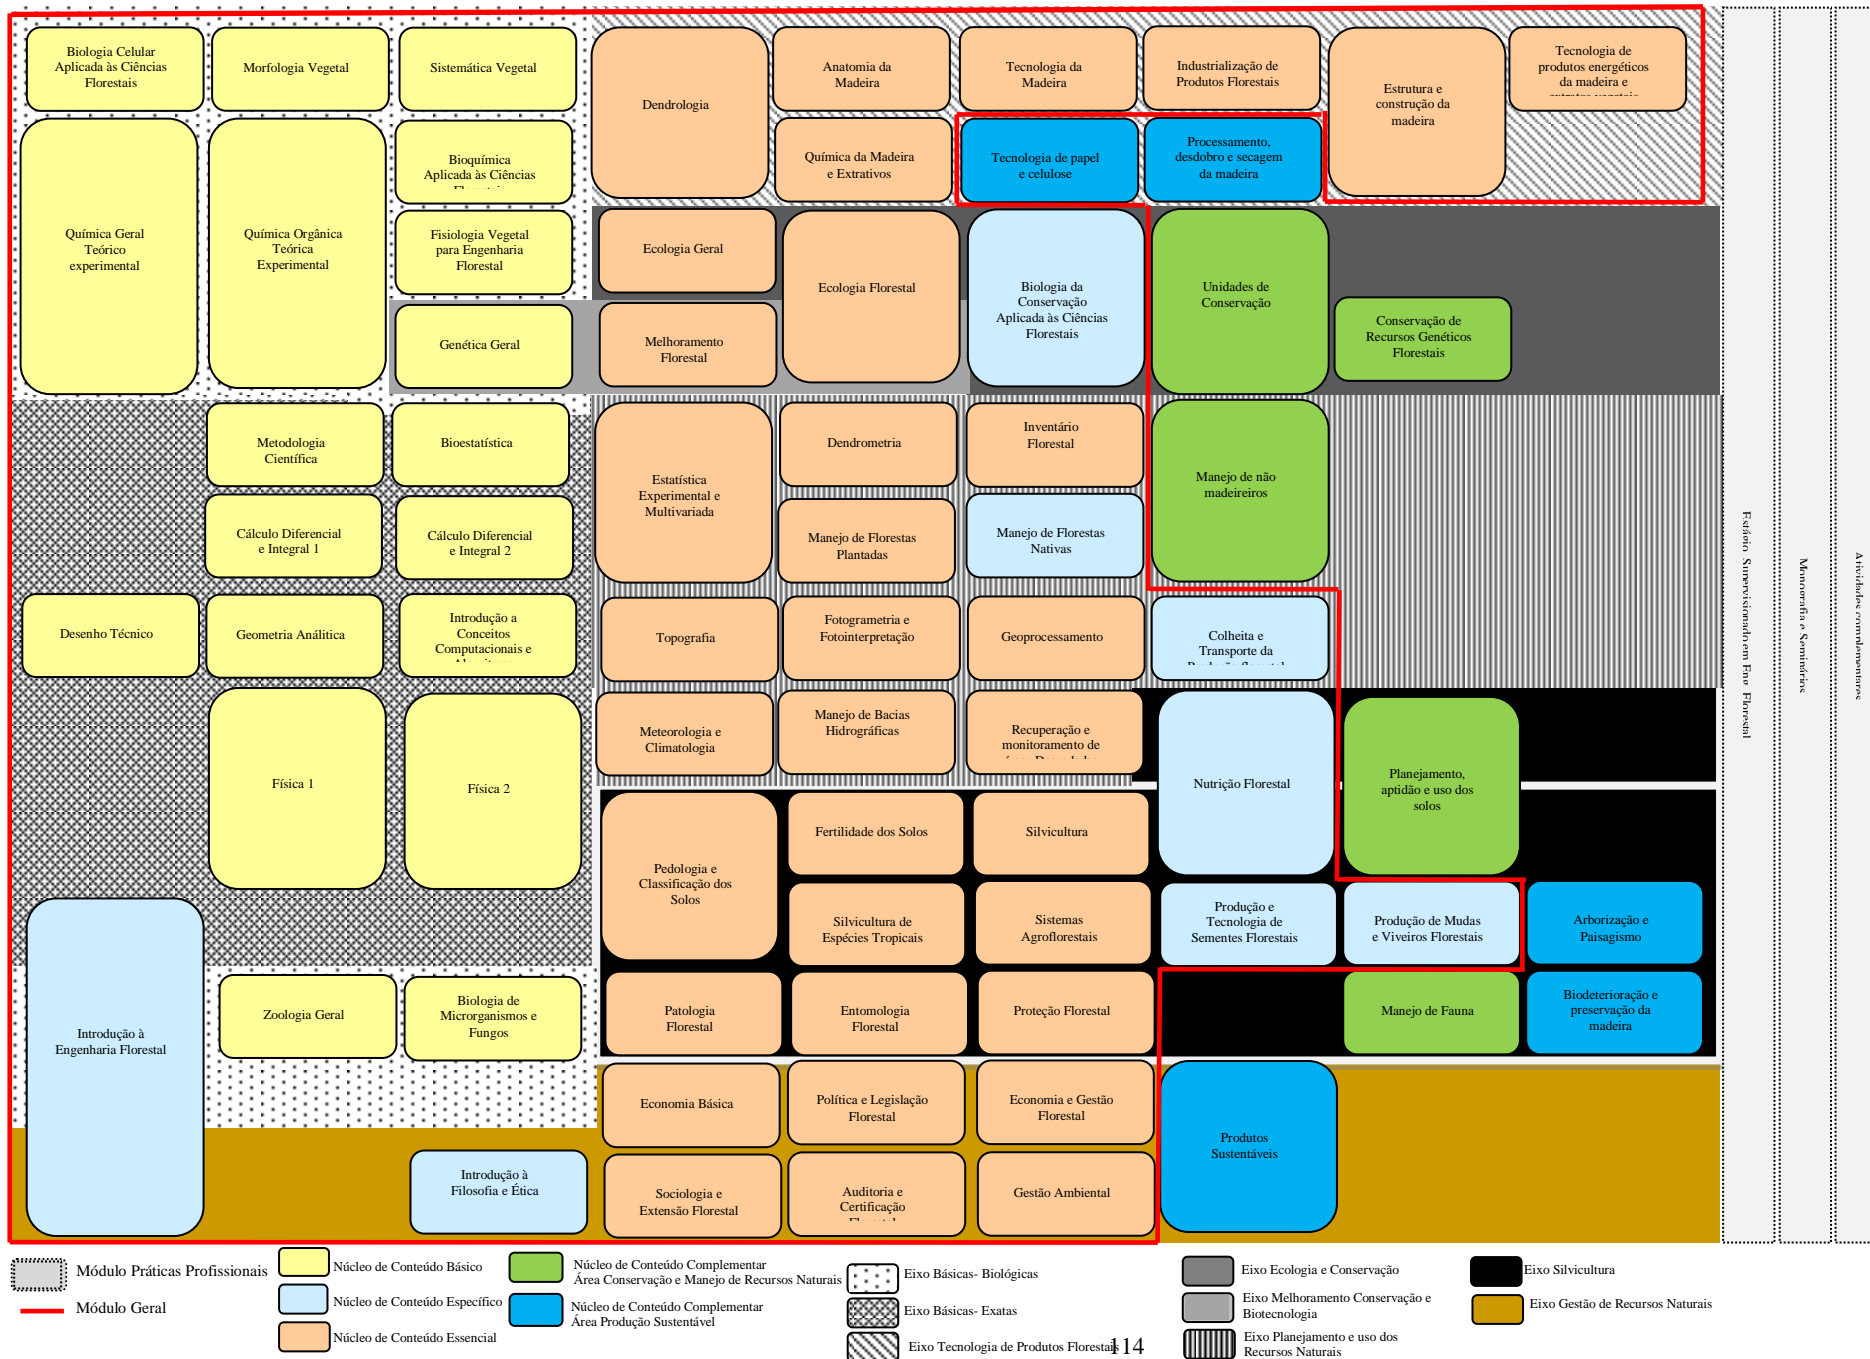 Biologia Celular
Aplicada às Ciências
Florestais
Morfologia Vegetal
Sistemática Vegetal
Dendrologia
Anatomia da
Madeira
Tecnologia da
Madeira
Industrialização de
Produtos Florestais
Estrutura e
construção da
madeira
Tecnologia de
produtos energéticos
da madeira e
extratos vegetais
Química Geral
Teórico
experimental
Química Orgânica
Teórica
Experimental
Bioquímica
Aplicada às Ciências
Florestais
Química da Madeira
e Extrativos
Tecnologia de papel
e celulose
Processamento,
desdobro e secagem
da madeira
Fisiologia Vegetal
para Engenharia
Florestal
Ecologia Geral
Ecologia Florestal
Biologia da
Conservação
Aplicada às Ciências
Florestais
Unidades de
Conservação
Conservação de
Recursos Genéticos
Florestais
Genética Geral
Melhoramento
Florestal
Metodologia
Científica
Bioestatística
Estatística
Experimental e
Multivariada
Dendrometria
Inventário
Florestal
Manejo de não
madeireiros
Cálculo Diferencial
e Integral 1
Cálculo Diferencial
e Integral 2
Manejo de Florestas
Plantadas
Manejo de Florestas
Nativas
Desenho Técnico
Geometria Análitica
Introdução a
Conceitos
Computacionais e
Algoritmos
Topografia
Fotogrametria e
Fotointerpretação
Geoprocessamento
Colheita e
Transporte da
Produção florestal
Física 1
Física 2
Meteorologia e
Climatologia
Manejo de Bacias
Hidrográficas
Recuperação e
monitoramento de
áreas Degradadas
Nutrição Florestal
Planejamento,
aptidão e uso dos
solos
Pedologia e
Classificação dos
Solos
Fertilidade dos Solos
Silvicultura
Silvicultura de
Espécies Tropicais
Sistemas
Agroflorestais
Produção e
Tecnologia de
Sementes Florestais
Produção de Mudas
e Viveiros Florestais
Arborização e
Paisagismo
Introdução à
Engenharia Florestal
Zoologia Geral
Biologia de
Microrganismos e
Fungos
Patologia
Florestal
Entomologia
Florestal
Proteção Florestal
Manejo de Fauna
Biodeterioração e
preservação da
madeira
Economia Básica
Política e Legislação
Florestal
Economia e Gestão
Florestal
Produtos
Sustentáveis
Introdução à
Filosofia e Ética
Sociologia e
Extensão Florestal
Auditoria e
Certificação
Florestal
Gestão Ambiental
Estágio Supervisionado em Eng. Florestal
Monografia e Seminários
Atividades complementares
Módulo Práticas Profissionais
Módulo Geral
Núcleo de Conteúdo Básico
Núcleo de Conteúdo Específico
Núcleo de Conteúdo Essencial
Núcleo de Conteúdo Complementar
Área Conservação e Manejo de Recursos Naturais
Núcleo de Conteúdo Complementar
Área Produção Sustentável
Eixo Básicas- Biológicas
Eixo Básicas- Exatas
Eixo Tecnologia de Produtos Florestais
114
Eixo Ecologia e Conservação
Eixo Melhoramento Conservação e
Biotecnologia
Eixo Planejamento e uso dos
Recursos Naturais
Eixo Silvicultura
Eixo Gestão de Recursos Naturais